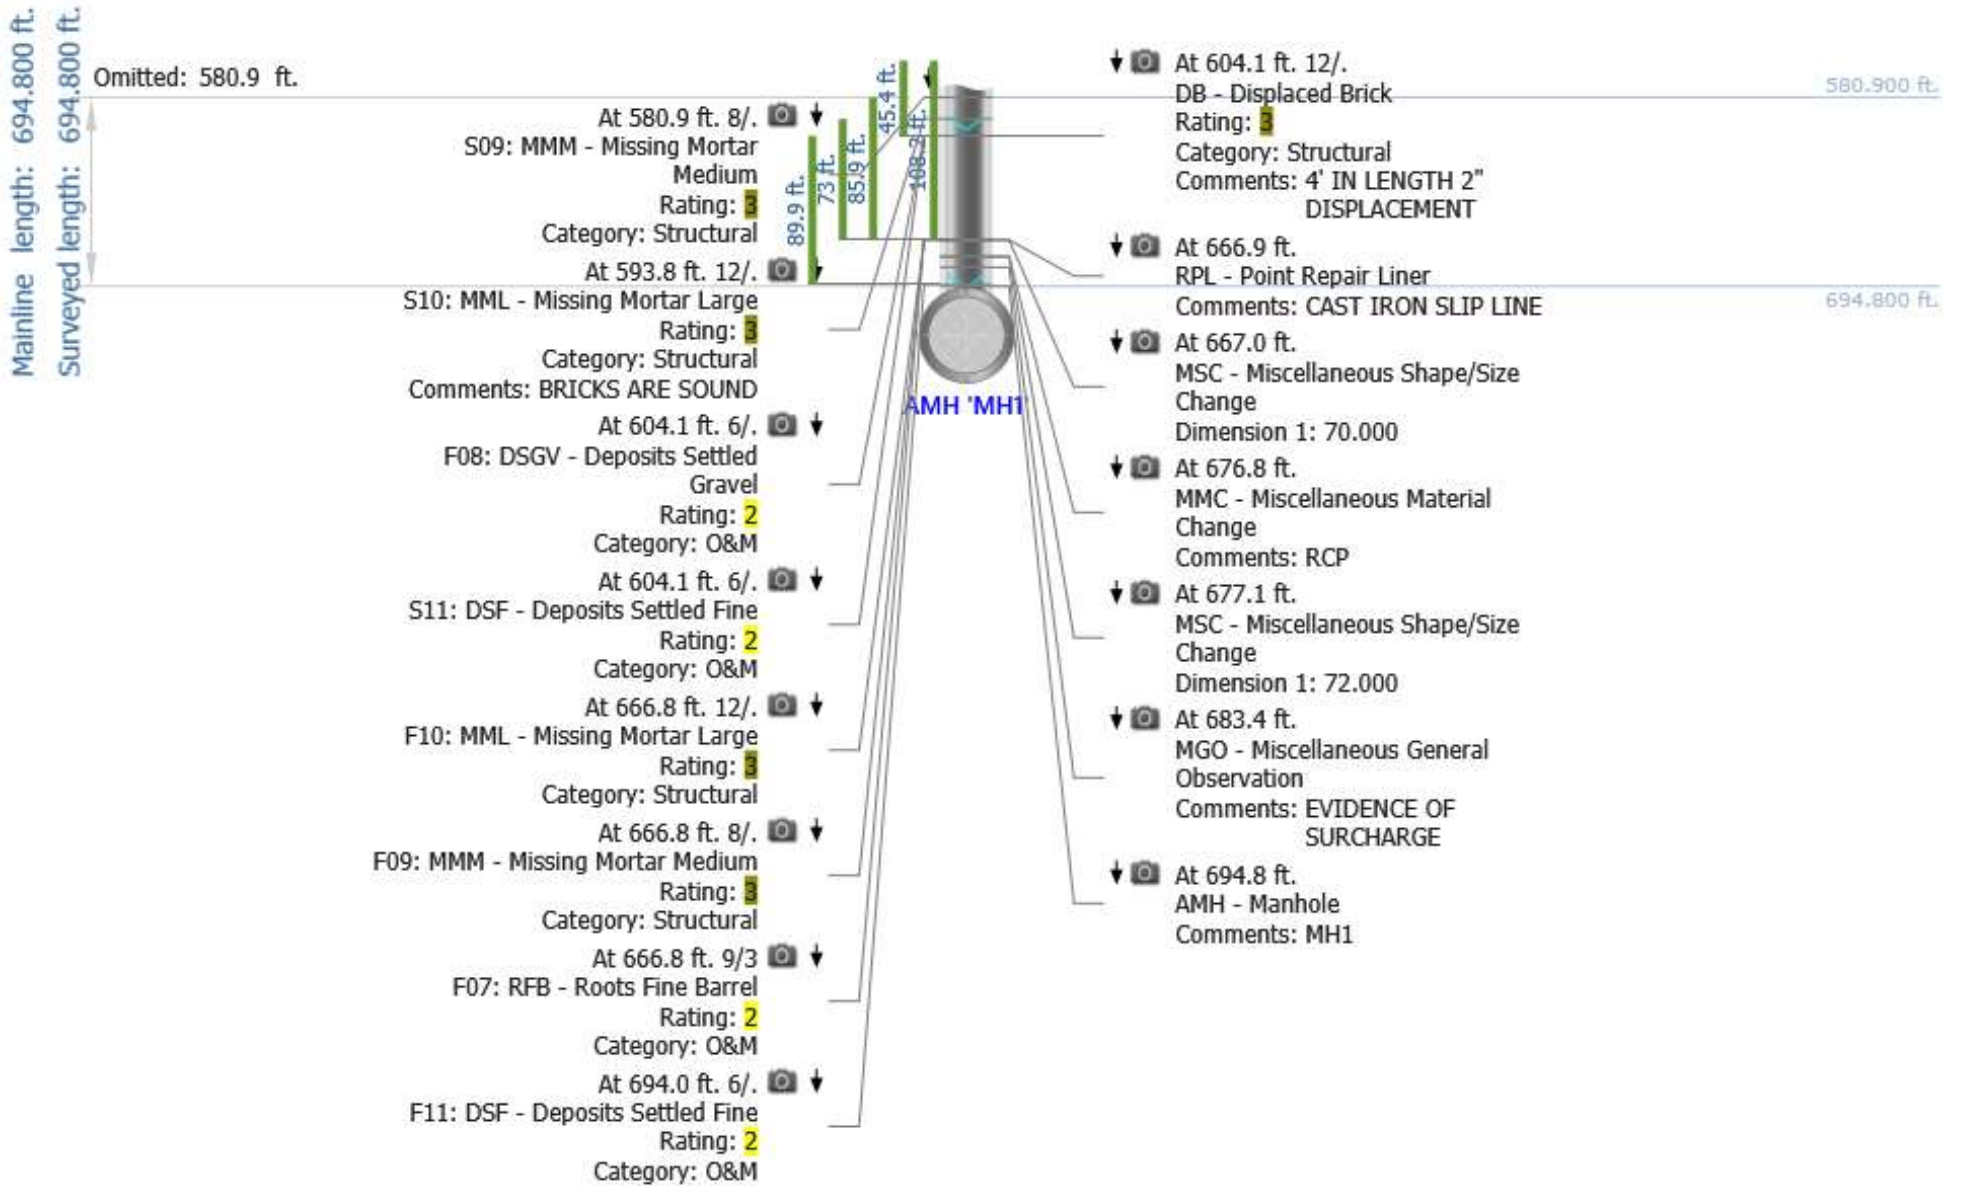 Mainline length: 694.800 ft.
Surveyed length: 694.800 ft.
Omitted: 580.9 ft.
At 580.9 ft. 8/.
S09: MMM - Missing Mortar
Medium
Rating: 3
Category: Structural
At 593.8 ft. 12/.
S10: MML - Missing Mortar Large
Rating: 3
Category: Structural
Comments: BRICKS ARE SOUND
At 604.1 ft. 6/.
F08: DSGV - Deposits Settled
Gravel
Rating: 2
Category: O&M
At 604.1 ft. 6/.
S11: DSF - Deposits Settled Fine
Rating: 2
Category: O&M
At 666.8 ft. 12/.
F10: MML - Missing Mortar Large
Rating: 3
Category: Structural
At 666.8 ft. 8/.
F09: MMM - Missing Mortar Medium
Rating: 3
Category: Structural
At 666.8 ft. 9/3
F07: RFB - Roots Fine Barrel
Rating: 2
Category: O&M
At 694.0 ft. 6/.
F11: DSF - Deposits Settled Fine
Rating: 2
Category: O&M
89.9 ft.
73 ft.
85.9 ft.
45.4 ft.
108.2 ft.
AMH 'MH1'
At 604.1 ft. 12/.
DB - Displaced Brick
Rating: 3
Category: Structural
Comments: 4' IN LENGTH 2"
DISPLACEMENT
At 666.9 ft.
RPL - Point Repair Liner
Comments: CAST IRON SLIP LINE
At 667.0 ft.
MSC - Miscellaneous Shape/Size
Change
Dimension 1: 70.000
At 676.8 ft.
MMC - Miscellaneous Material
Change
Comments: RCP
At 677.1 ft.
MSC - Miscellaneous Shape/Size
Change
Dimension 1: 72.000
At 683.4 ft.
MGO - Miscellaneous General
Observation
Comments: EVIDENCE OF
SURCHARGE
At 694.8 ft.
AMH - Manhole
Comments: MH1
580.900 ft.
694.800 ft.